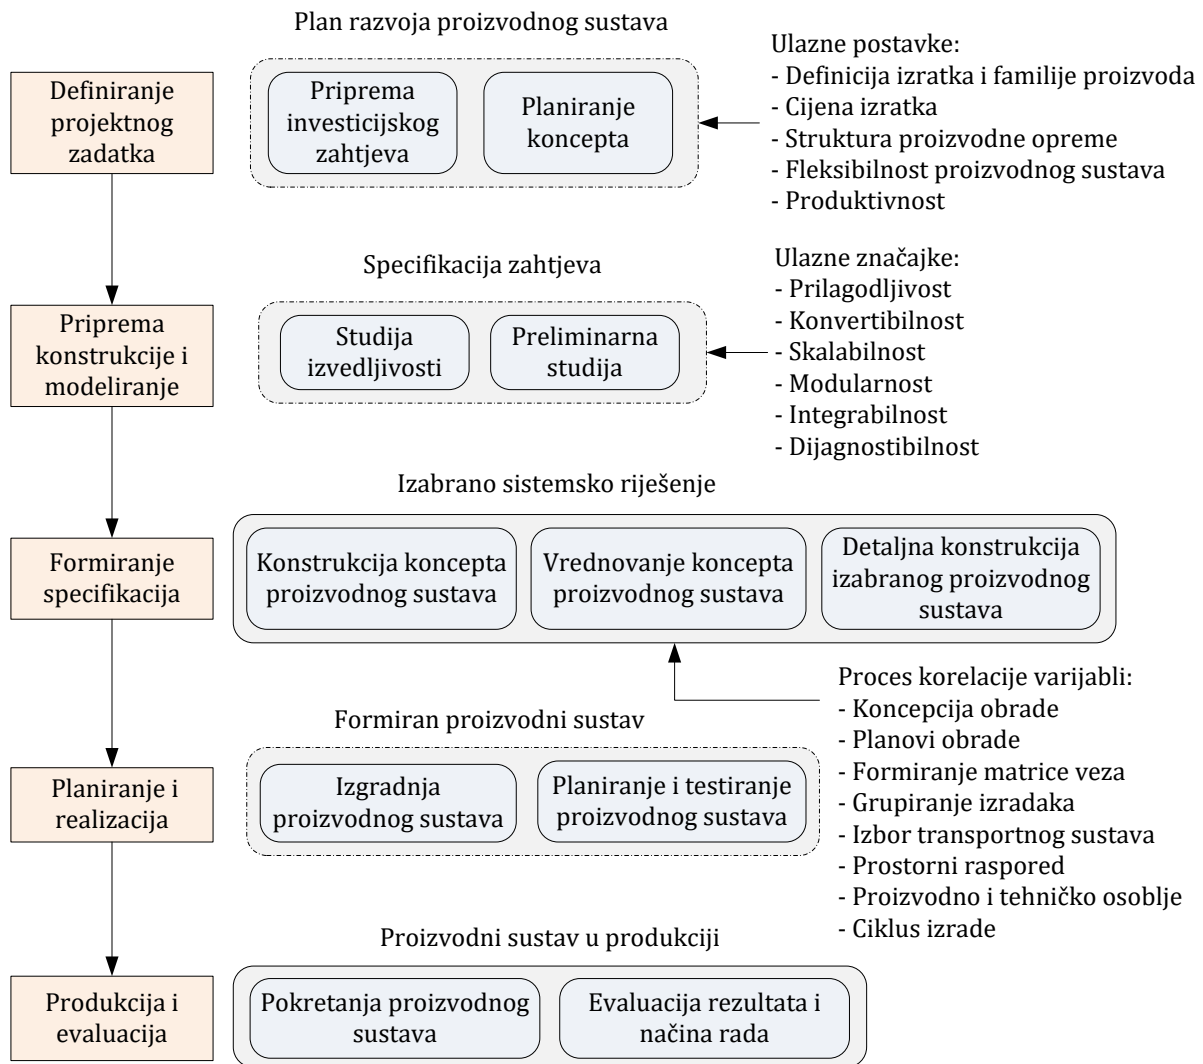 Plan razvoja proizvodnog sustava
Definiranje
projektnog
zadatka
Priprema
investicijskog
zahtjeva
Planiranje
koncepta
Ulazne postavke:
- Definicija izratka i familije proizvoda
- Cijena izratka
- Struktura proizvodne opreme
- Fleksibilnost proizvodnog sustava
- Produktivnost
Specifikacija zahtjeva
Priprema
konstrukcije i
modeliranje
Studija
izvedljivosti
Preliminarna
studija
Ulazne značajke:
- Prilagodljivost
- Konvertibilnost
- Skalabilnost
- Modularnost
- Integrabilnost
- Dijagnostibilnost
Izabrano sistemsko riješenje
Formiranje
specifikacija
Konstrukcija koncepta
proizvodnog sustava
Vrednovanje koncepta
proizvodnog sustava
Detaljna konstrukcija
izabranog proizvodnog
sustava
Proces korelacije varijabli:
- Koncepcija obrade
- Planovi obrade
- Formiranje matrice veza
- Grupiranje izradaka
- Izbor transportnog sustava
- Prostorni raspored
- Proizvodno i tehničko osoblje
- Ciklus izrade
Formiran proizvodni sustav
Planiranje i
realizacija
Izgradnja
proizvodnog sustava
Planiranje i testiranje
proizvodnog sustava
Proizvodni sustav u produkciji
Produkcija i
evaluacija
Pokretanja proizvodnog
sustava
Evaluacija rezultata i
načina rada